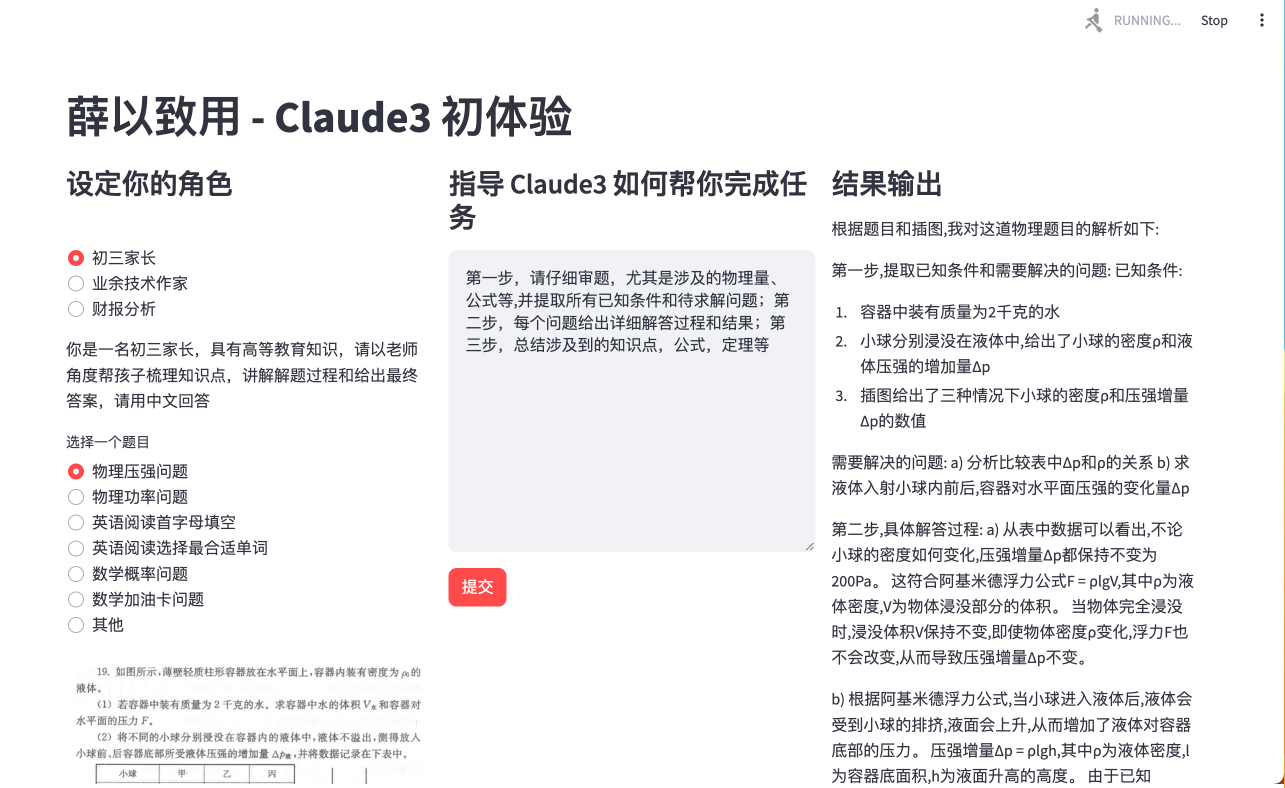 RUNNING... Stop
薛以致用 - Claude3 初体验
设定你的角色
初三家长
业余技术作家
财报分析
你是一名初三家长，具有高等教育知识，请以老师
角度帮孩子梳理知识点，讲解解题过程和给出最终
答案，请用中文回答
选择一个题目
物理压强问题
物理功率问题
英语阅读首字母填空
英语阅读选择最合适单词
数学概率问题
数学加油卡问题
其他
19. 如图所示,薄壁轻质柱形容器放在水平面上,容器内装有密度为 ρ₀ 的
液体。
(1) 若容器中装有质量为 2 千克的水。求容器中水的体积 V水 和容器对
水平面的压力 F。
(2) 将不同的小球分别浸没在容器内的液体中,液体不溢出,测得放入
小球前、后容器底部所受液体压强的增加量 Δp液,并将数据记录在下表中。
小球 甲 乙 丙
指导 Claude3 如何帮你完成任
务
第一步，请仔细审题，尤其是涉及的物理量、
公式等,并提取所有已知条件和待求解问题；第
二步，每个问题给出详细解答过程和结果；第
三步，总结涉及到的知识点，公式，定理等
提交
结果输出
根据题目和插图,我对这道物理题目的解析如下:
第一步,提取已知条件和需要解决的问题: 已知条件:
1. 容器中装有质量为2千克的水
2. 小球分别浸没在液体中,给出了小球的密度ρ和液
体压强的增加量Δp
3. 插图给出了三种情况下小球的密度ρ和压强增量
Δp的数值
需要解决的问题: a) 分析比较表中Δp和ρ的关系 b) 求
液体入射小球内前后,容器对水平面压强的变化量Δp
第二步,具体解答过程: a) 从表中数据可以看出,不论
小球的密度如何变化,压强增量Δp都保持不变为
200Pa。 这符合阿基米德浮力公式F = ρlgV,其中ρ为液
体密度,V为物体浸没部分的体积。 当物体完全浸没
时,浸没体积V保持不变,即使物体密度ρ变化,浮力F也
不会改变,从而导致压强增量Δp不变。
b) 根据阿基米德浮力公式,当小球进入液体后,液体会
受到小球的排挤,液面会上升,从而增加了液体对容器
底部的压力。 压强增量Δp = ρlgh,其中ρ为液体密度,l
为容器底面积,h为液面升高的高度。 由于已知